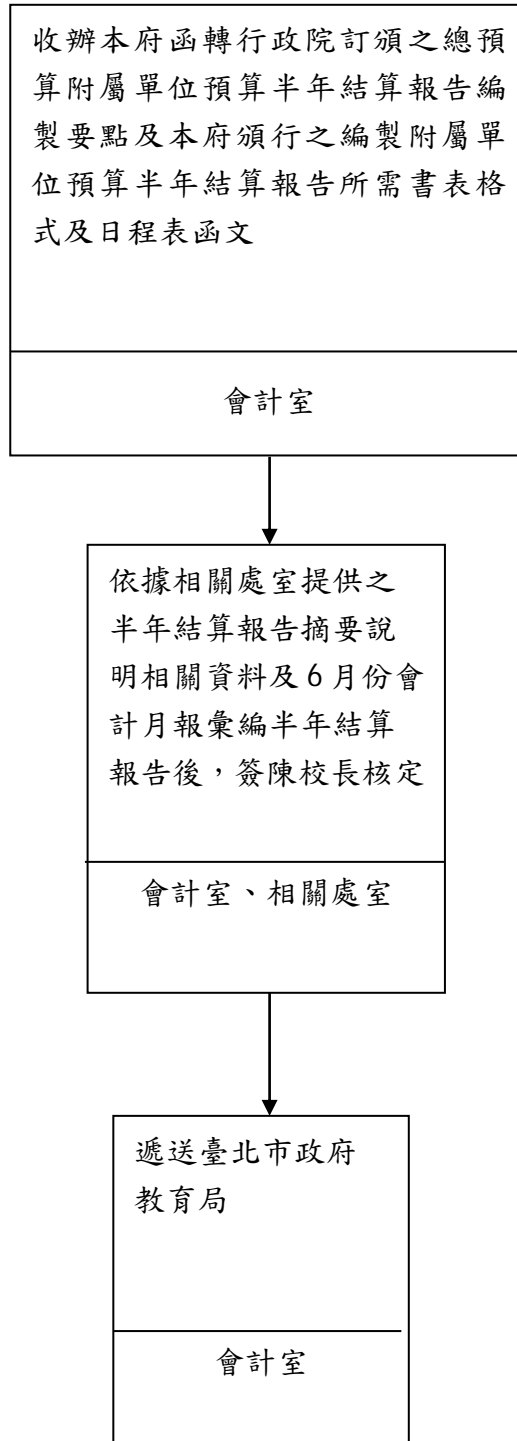 收辦本府函轉行政院訂頒之總預
算附屬單位預算半年結算報告編
製要點及本府頒行之編製附屬單
位預算半年結算報告所需書表格
式及日程表函文
會計室
依據相關處室提供之
半年結算報告摘要說
明相關資料及6月份會
計月報彙編半年結算
報告後，簽陳校長核定
會計室、相關處室
遞送臺北市政府
教育局
會計室